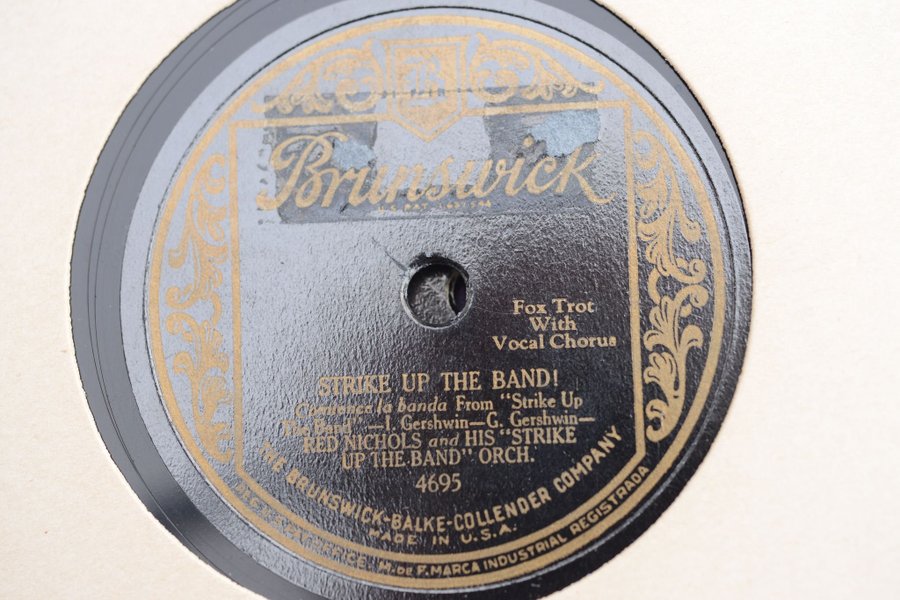 Brunswick
Fox Trot
With
Vocal Chorus
STRIKE UP THE BAND!
Comience la banda From "Strike Up
The Band" —I. Gershwin—G. Gershwin—
RED NICHOLS and HIS "STRIKE
UP THE BAND" ORCH.
4695
THE BRUNSWICK-BALKE-COLLENDER COMPANY
MADE IN U.S.A.
M. DE F. MARCA INDUSTRIAL REGISTRADA